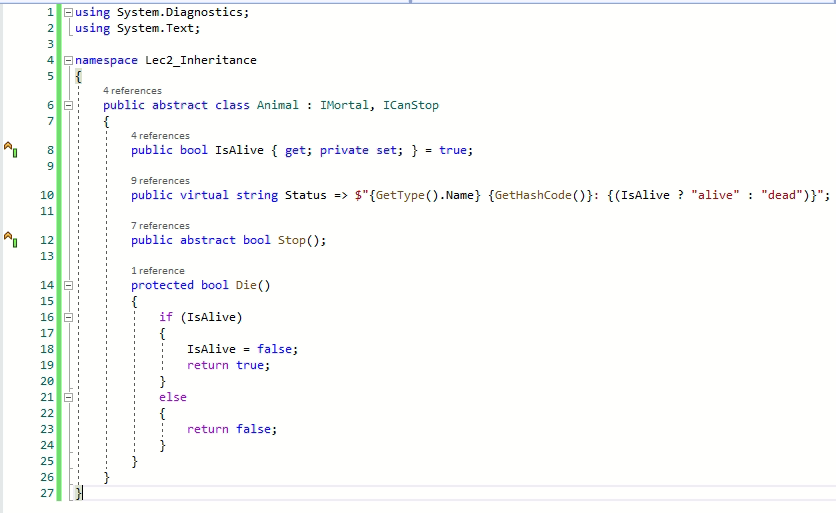 1 using System.Diagnostics;
2 using System.Text;
3
4 namespace Lec2_Inheritance
5 {
4 references
6 public abstract class Animal : IMortal, ICanStop
7 {
4 references
8 public bool IsAlive { get; private set; } = true;
9
9 references
10 public virtual string Status => $"{GetType().Name} {GetHashCode()}: {(IsAlive ? "alive" : "dead")}";
11
7 references
12 public abstract bool Stop();
13
1 reference
14 protected bool Die()
15 {
16 if (IsAlive)
17 {
18 IsAlive = false;
19 return true;
20 }
21 else
22 {
23 return false;
24 }
25 }
26 }
27 }